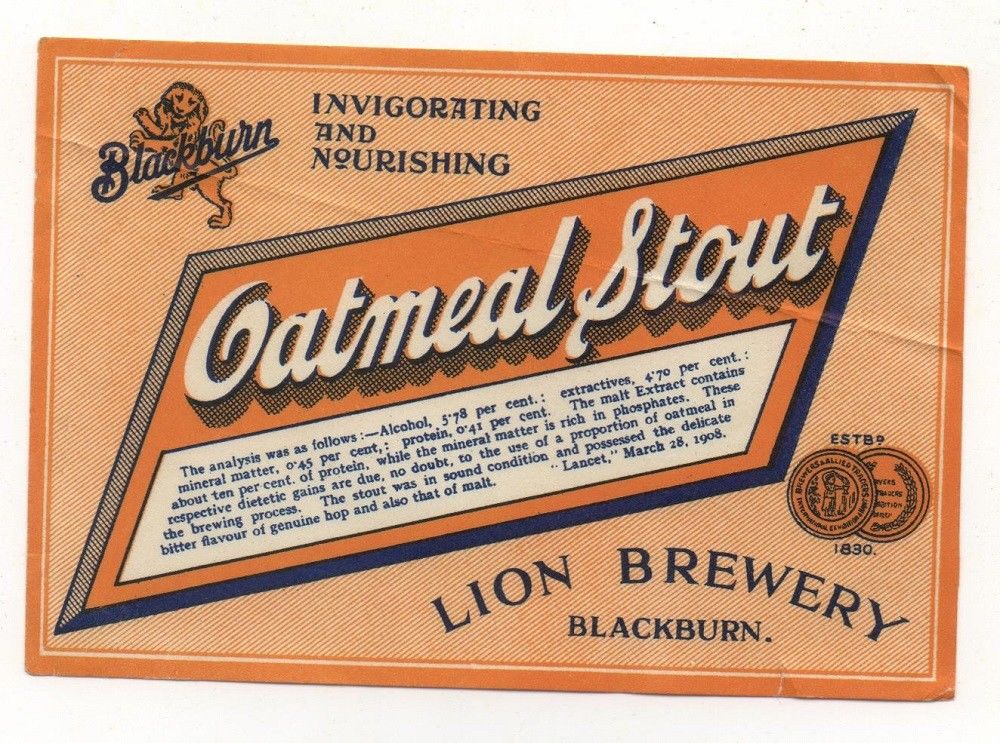 Blackburn
INVIGORATING
AND
NOURISHING
Oatmeal Stout
The analysis was as follows:—Alcohol, 5·78 per cent.: extractives, 4·70 per cent.:
mineral matter, 0·45 per cent,: protein, 0·41 per cent. The malt Extract contains
about ten per cent. of protein, while the mineral matter is rich in phosphates. These
respective dietetic gains are due, no doubt, to the use of a proportion of oatmeal in
the brewing process. The stout was in sound condition and possessed the delicate
bitter flavour of genuine hop and also that of malt. "Lancet," March 28, 1908.
ESTBD
BREWERS & ALLIED TRADERS
INTERNATIONAL EXHIBITION
1830.
LION BREWERY
BLACKBURN.